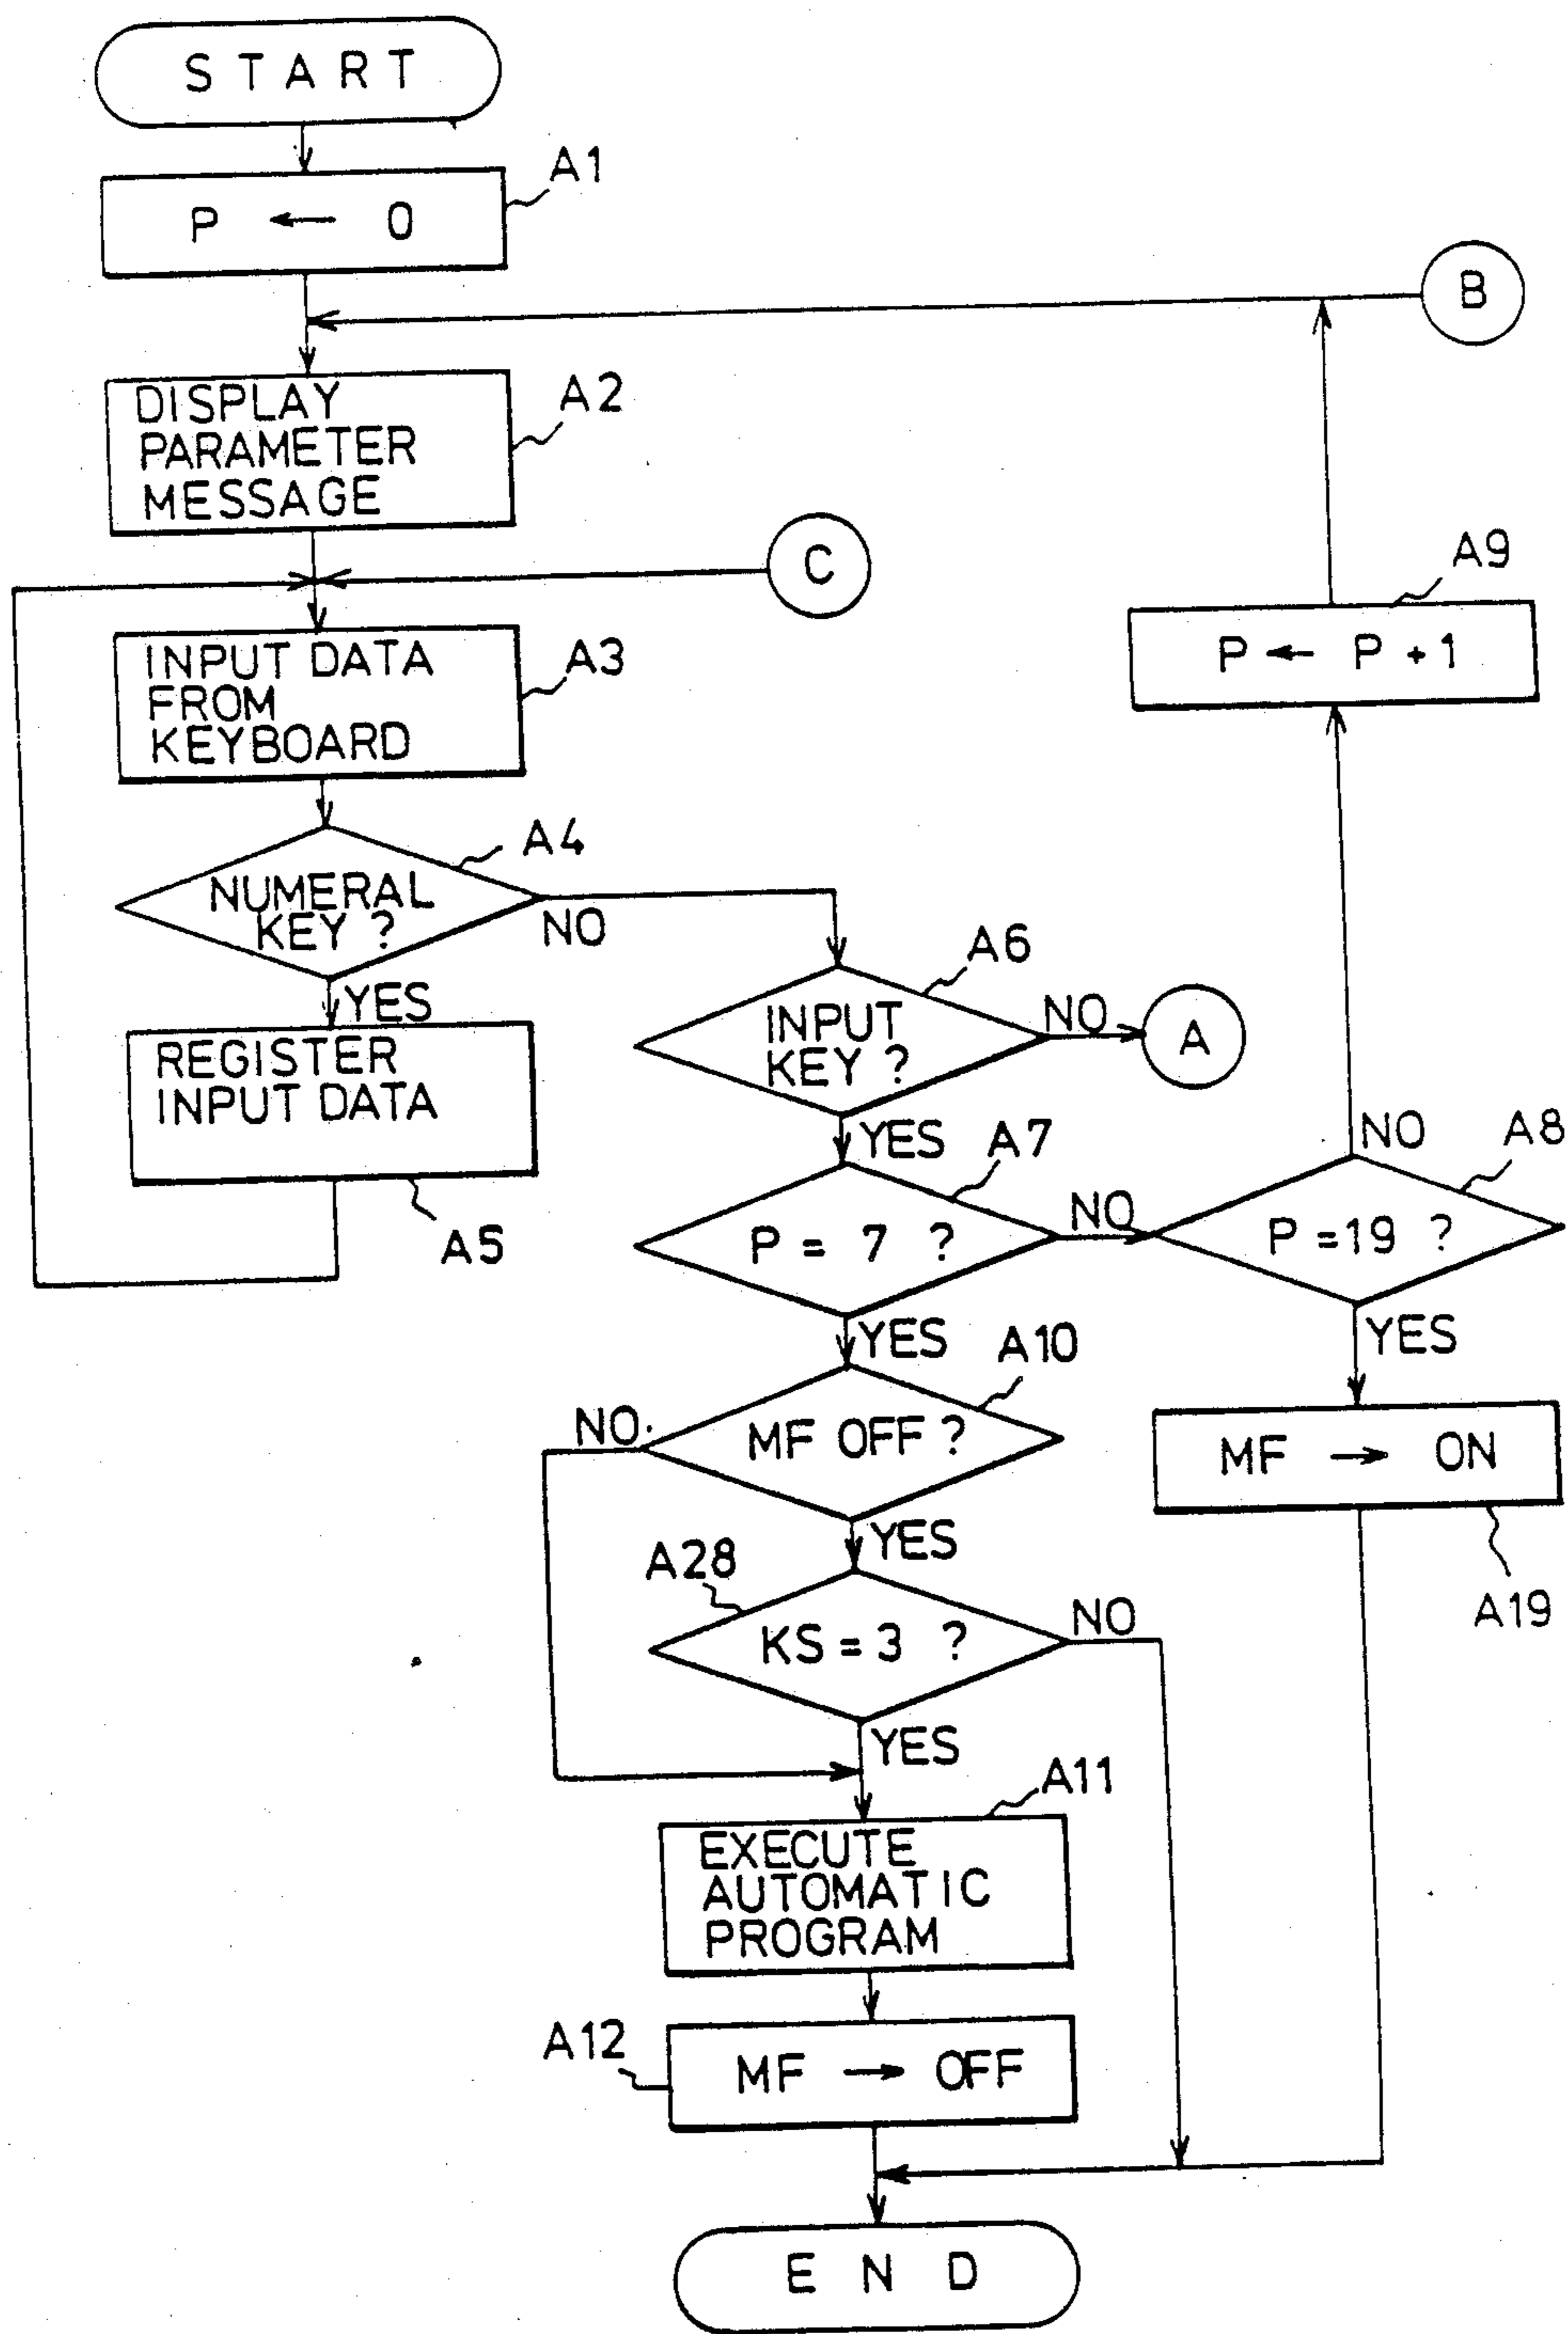 START
A1
P ← 0
B
DISPLAY
PARAMETER
MESSAGE
A2
C
A9
P ← P + 1
INPUT DATA
FROM
KEYBOARD
A3
A4
NUMERAL
KEY ?
NO
YES
A6
INPUT
KEY ?
NO
A
REGISTER
INPUT DATA
A5
YES
A7
P = 7 ?
NO
NO
A8
P = 19 ?
YES
YES
A10
MF OFF ?
NO
MF → ON
A19
YES
A28
KS = 3 ?
NO
YES
A11
EXECUTE
AUTOMATIC
PROGRAM
A12
MF → OFF
END